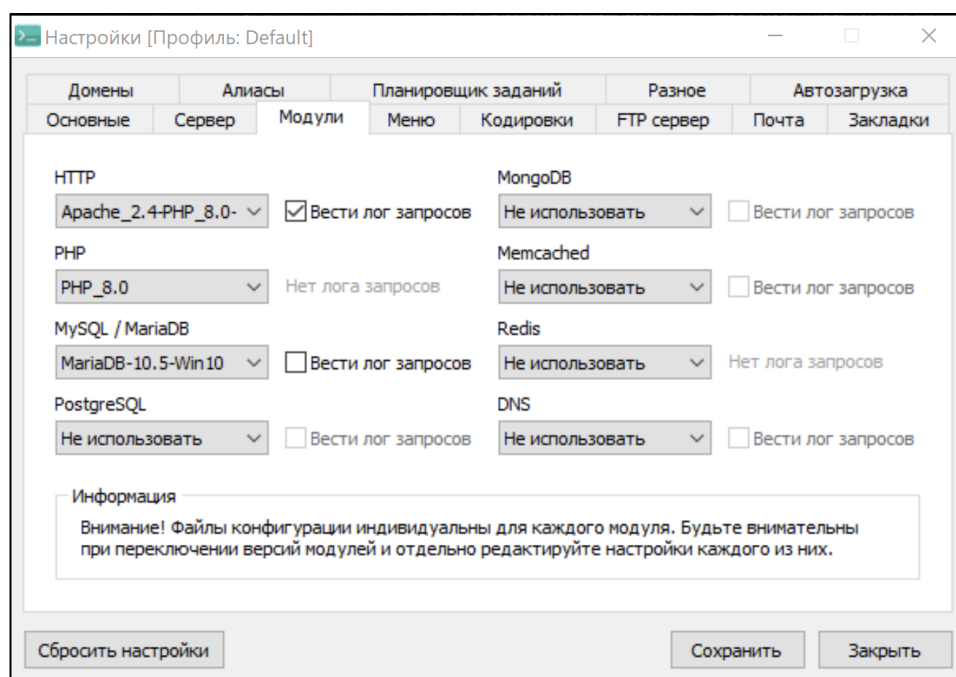 Настройки [Профиль: Default]
Домены Алиасы Планировщик заданий Разное Автозагрузка
Основные Сервер Модули Меню Кодировки FTP сервер Почта Закладки
HTTP
Apache_2.4-PHP_8.0- Вести лог запросов
PHP
PHP_8.0 Нет лога запросов
MySQL / MariaDB
MariaDB-10.5-Win10 Вести лог запросов
PostgreSQL
Не использовать Вести лог запросов
MongoDB
Не использовать Вести лог запросов
Memcached
Не использовать Вести лог запросов
Redis
Не использовать Нет лога запросов
DNS
Не использовать Вести лог запросов
Информация
Внимание! Файлы конфигурации индивидуальны для каждого модуля. Будьте внимательны
при переключении версий модулей и отдельно редактируйте настройки каждого из них.
Сбросить настройки Сохранить Закрыть